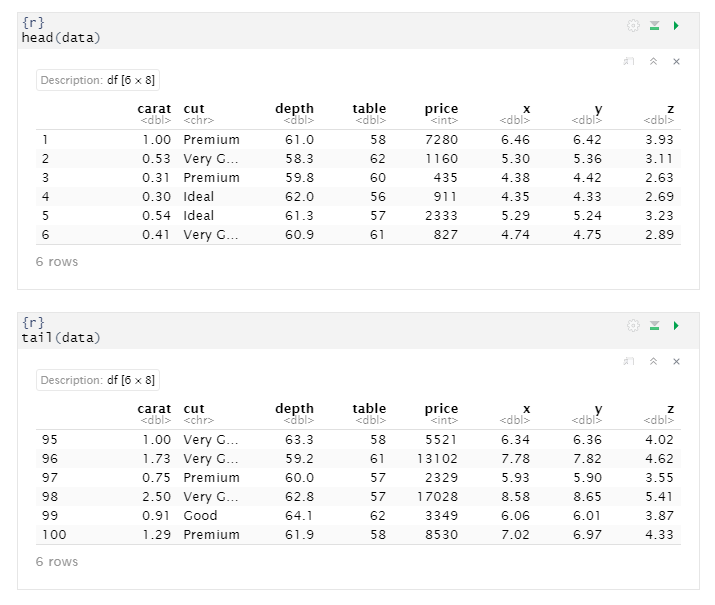 {r}
head(data)
Description: df [6 × 8]
carat cut depth table price x y z
<dbl> <chr> <dbl> <dbl> <int> <dbl> <dbl> <dbl>
1 1.00 Premium 61.0 58 7280 6.46 6.42 3.93
2 0.53 Very G... 58.3 62 1160 5.30 5.36 3.11
3 0.31 Premium 59.8 60 435 4.38 4.42 2.63
4 0.30 Ideal 62.0 56 911 4.35 4.33 2.69
5 0.54 Ideal 61.3 57 2333 5.29 5.24 3.23
6 0.41 Very G... 60.9 61 827 4.74 4.75 2.89
6 rows
{r}
tail(data)
Description: df [6 × 8]
carat cut depth table price x y z
<dbl> <chr> <dbl> <dbl> <int> <dbl> <dbl> <dbl>
95 1.00 Very G... 63.3 58 5521 6.34 6.36 4.02
96 1.73 Very G... 59.2 61 13102 7.78 7.82 4.62
97 0.75 Premium 60.0 57 2329 5.93 5.90 3.55
98 2.50 Very G... 62.8 57 17028 8.58 8.65 5.41
99 0.91 Good 64.1 62 3349 6.06 6.01 3.87
100 1.29 Premium 61.9 58 8530 7.02 6.97 4.33
6 rows